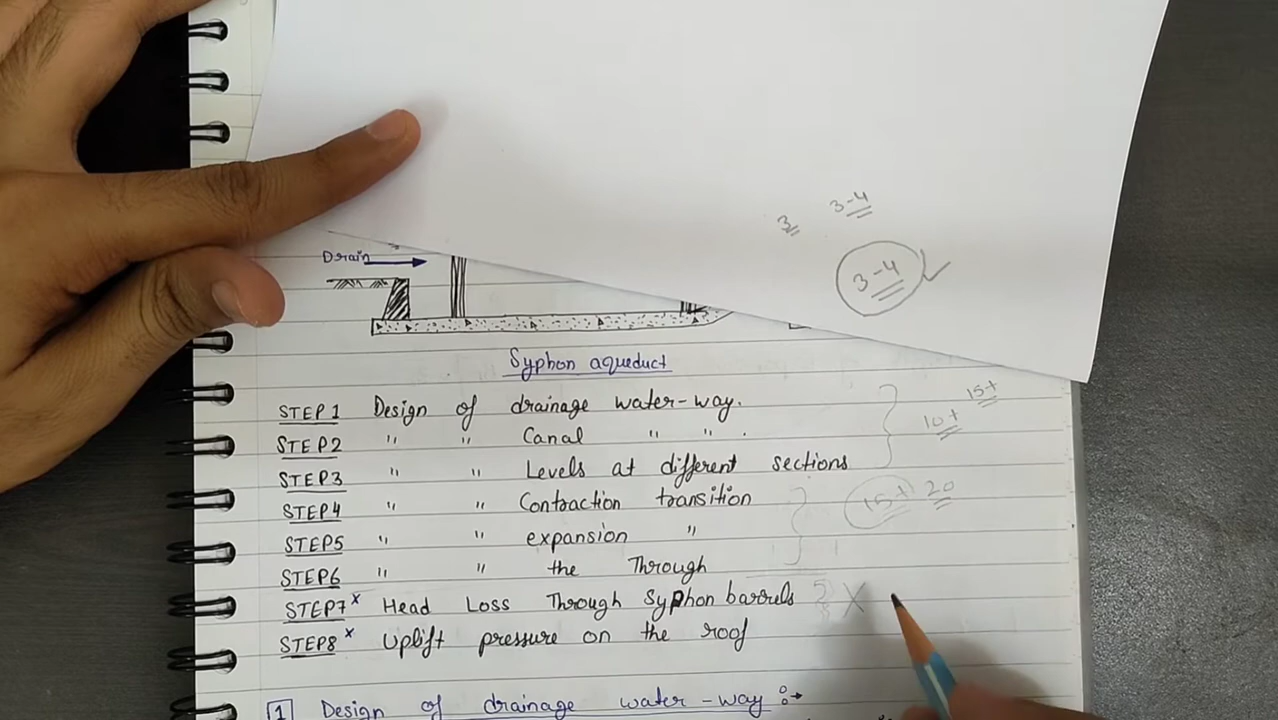 3 3-4
3-4
Drain
Syphon aqueduct
STEP1 Design of drainage water-way.
15+
10+
STEP2 " " Canal " " .
STEP3 " " Levels at different sections
STEP4 " " Contraction transition
15+ 20
STEP5 " " expansion "
STEP6 " " the Through
STEP7* Head Loss Through Syphon barrels X
STEP8* Uplift pressure on the roof
1 Design of drainage water-way :→